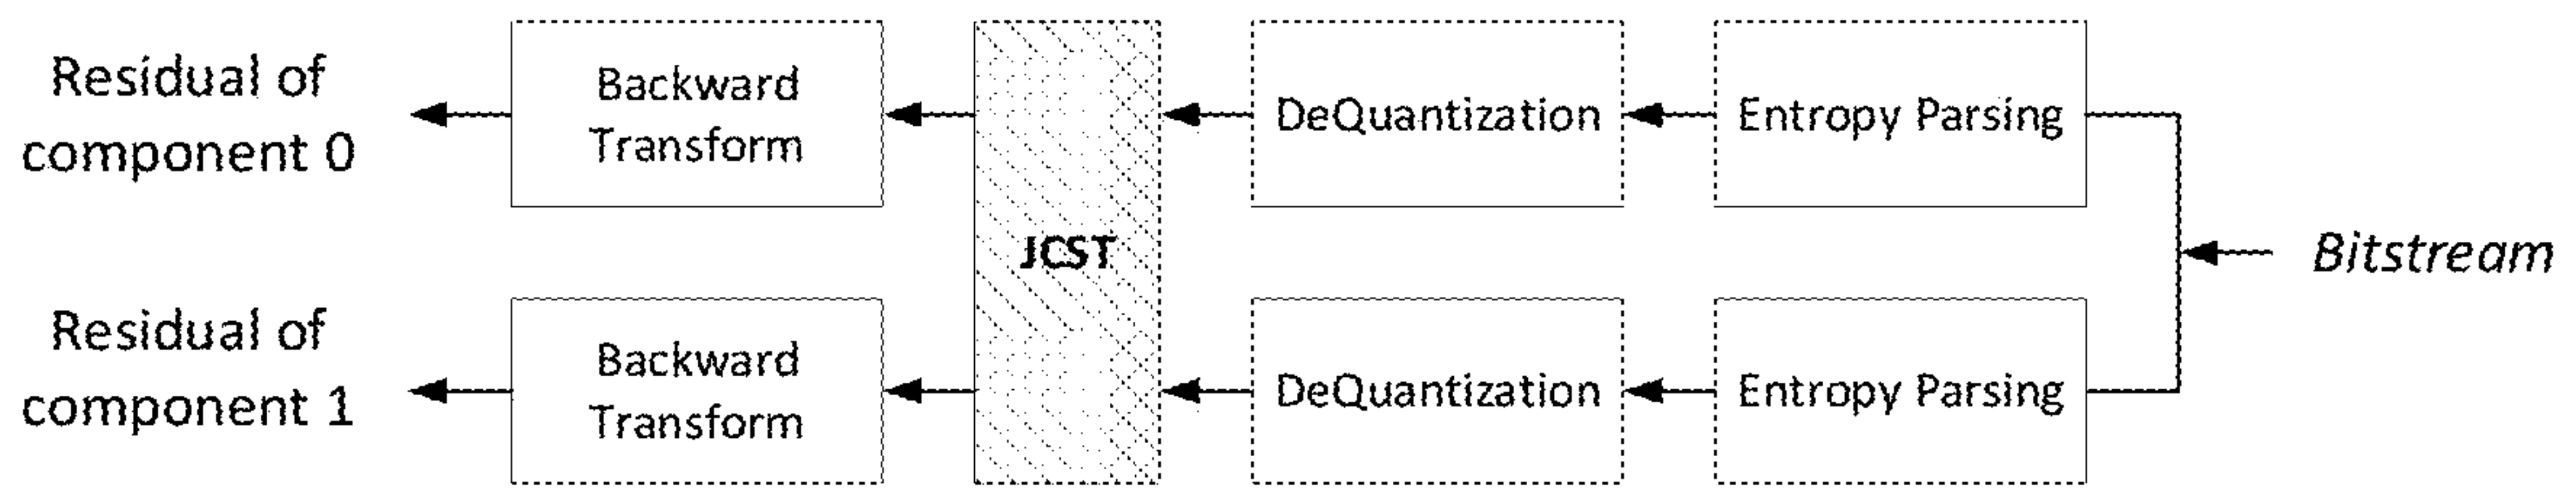 Residual of
component 0
Backward
Transform
DeQuantization
Entropy Parsing
JCST
Bitstream
Residual of
component 1
Backward
Transform
DeQuantization
Entropy Parsing